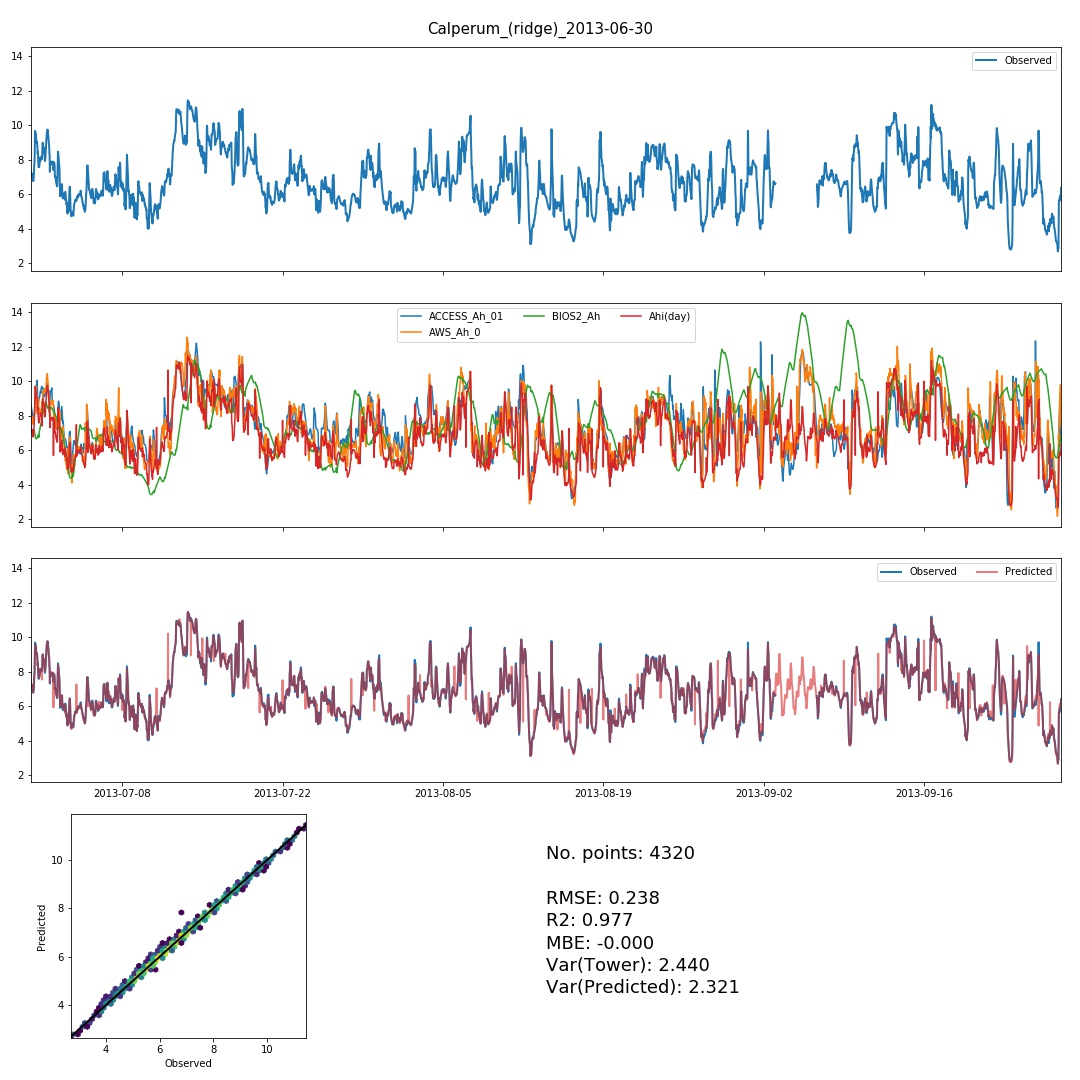 Calperum_(ridge)_2013-06-30
14
12
10
8
6
4
2
Observed
14
12
10
8
6
4
2
ACCESS_Ah_01 BIOS2_Ah Ahi(day)
AWS_Ah_0
14
12
10
8
6
4
2
Observed Predicted
2013-07-08 2013-07-22 2013-08-05 2013-08-19 2013-09-02 2013-09-16
10
8
6
4
Predicted
4 6 8 10
Observed
No. points: 4320
RMSE: 0.238
R2: 0.977
MBE: -0.000
Var(Tower): 2.440
Var(Predicted): 2.321